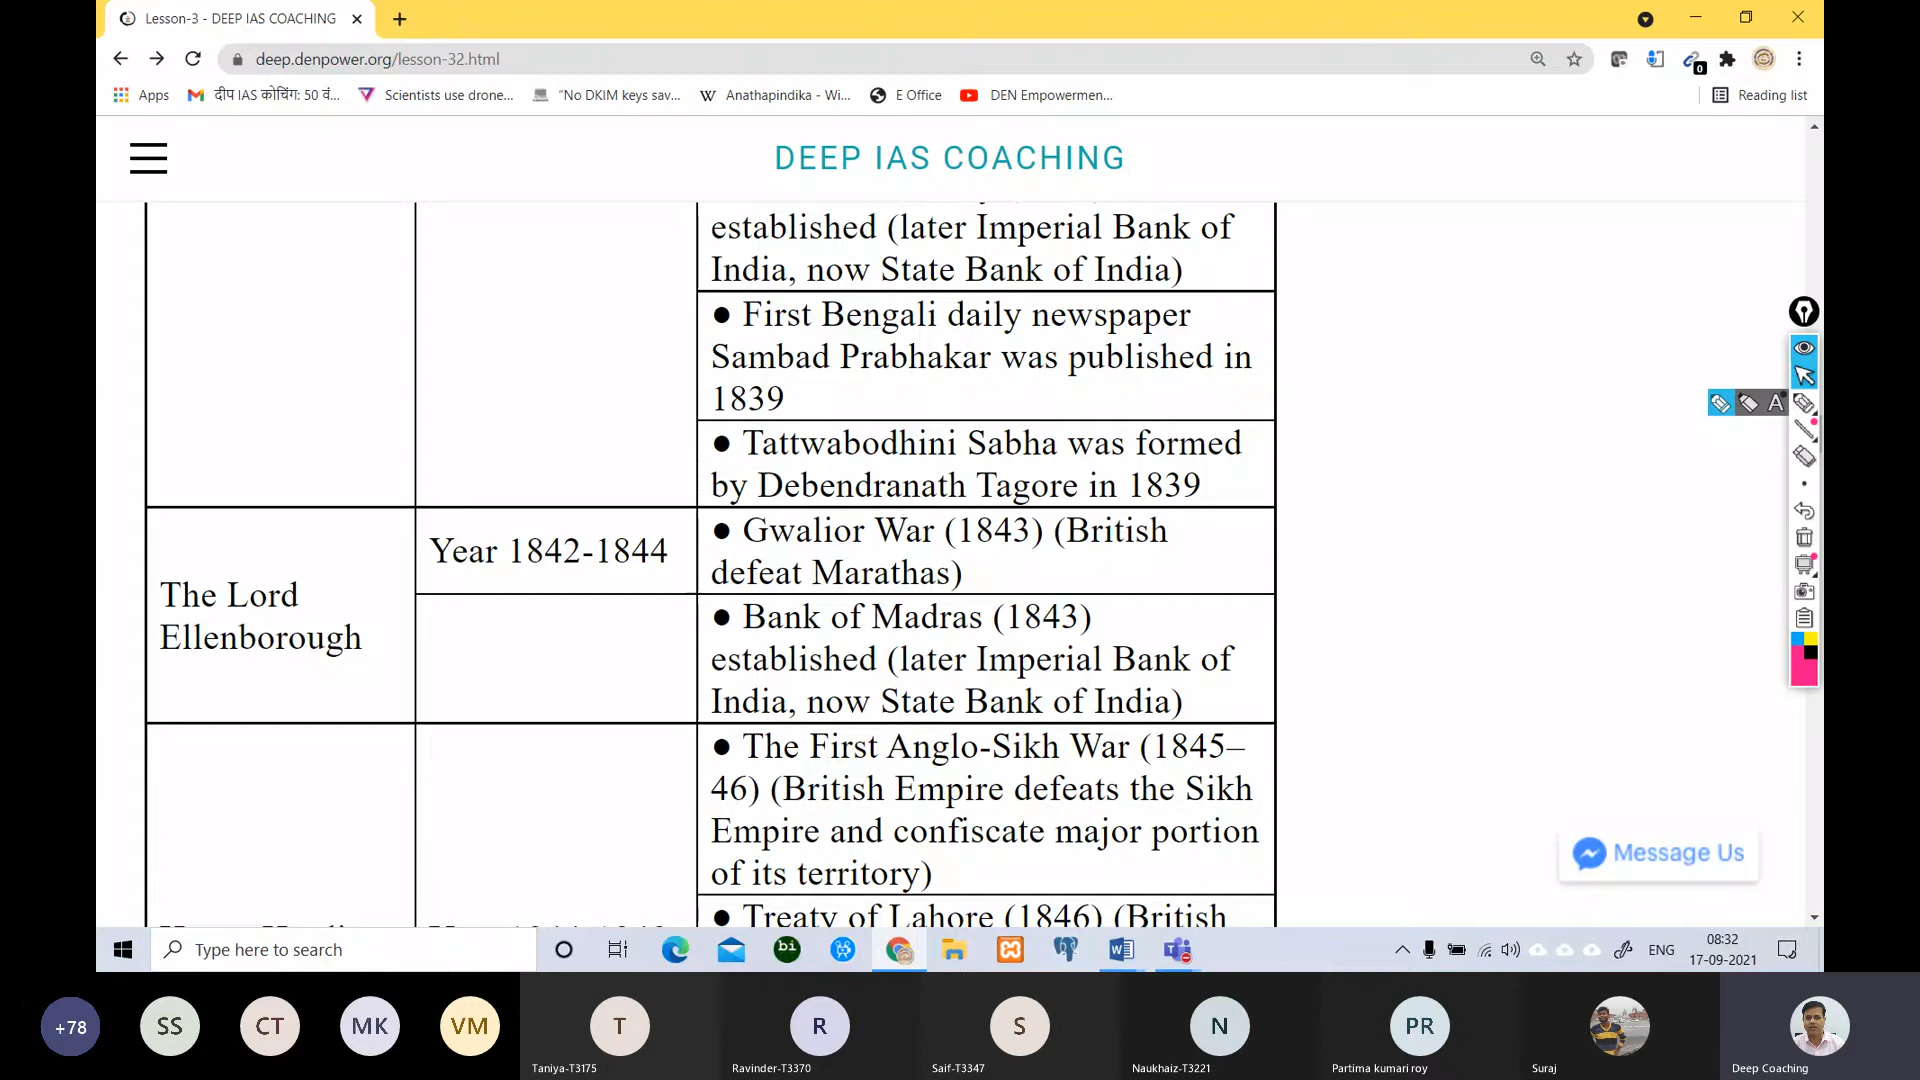 Lesson-3 - DEEP IAS COACHING
deep.denpower.org/lesson-32.html
Apps
दीप IAS कोचिंग: 50 वं...
Scientists use drone...
"No DKIM keys sav...
Anathapindika - Wi...
E Office
DEN Empowermen...
Reading list
DEEP IAS COACHING
established (later Imperial Bank of
India, now State Bank of India)
● First Bengali daily newspaper
Sambad Prabhakar was published in
1839
● Tattwabodhini Sabha was formed
by Debendranath Tagore in 1839
The Lord
Ellenborough
Year 1842-1844
● Gwalior War (1843) (British
defeat Marathas)
● Bank of Madras (1843)
established (later Imperial Bank of
India, now State Bank of India)
● The First Anglo-Sikh War (1845–
46) (British Empire defeats the Sikh
Empire and confiscate major portion
of its territory)
● Treaty of Lahore (1846) (British
A
0
Message Us
Type here to search
bi
ENG
08:32
17-09-2021
+78
SS
CT
MK
VM
T
R
S
N
PR
Taniya-T3175
Ravinder-T3370
Saif-T3347
Naukhaiz-T3221
Partima kumari roy
Suraj
Deep Coaching